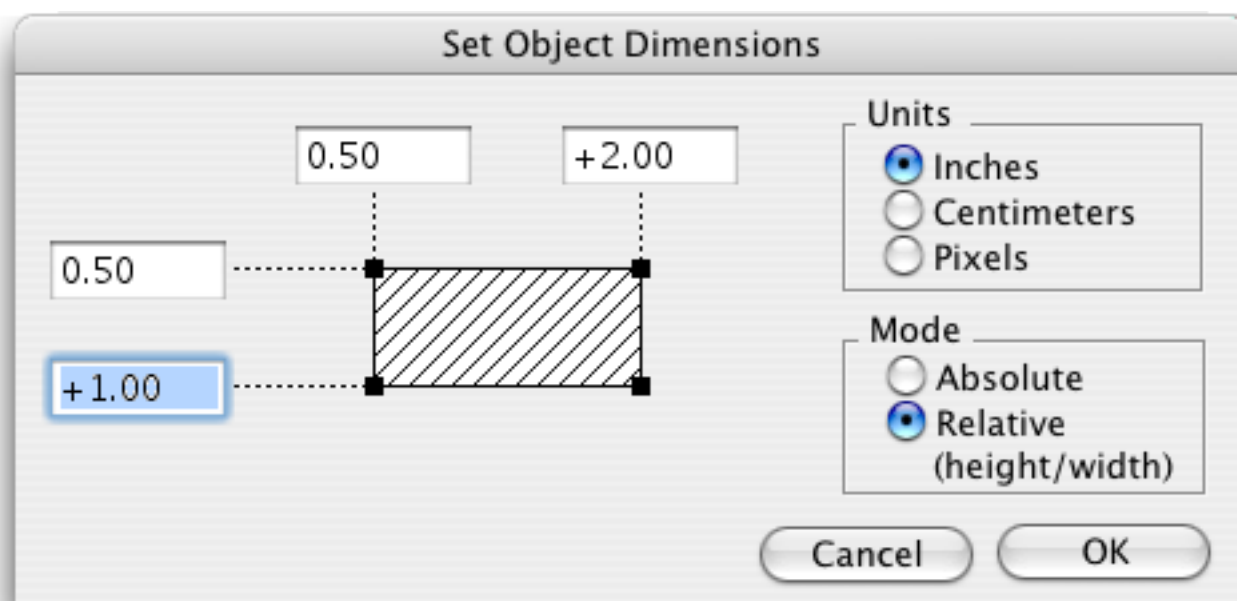 Set Object Dimensions
0.50
+2.00
0.50
+1.00
Units
Inches
Centimeters
Pixels
Mode
Absolute
Relative
(height/width)
Cancel
OK